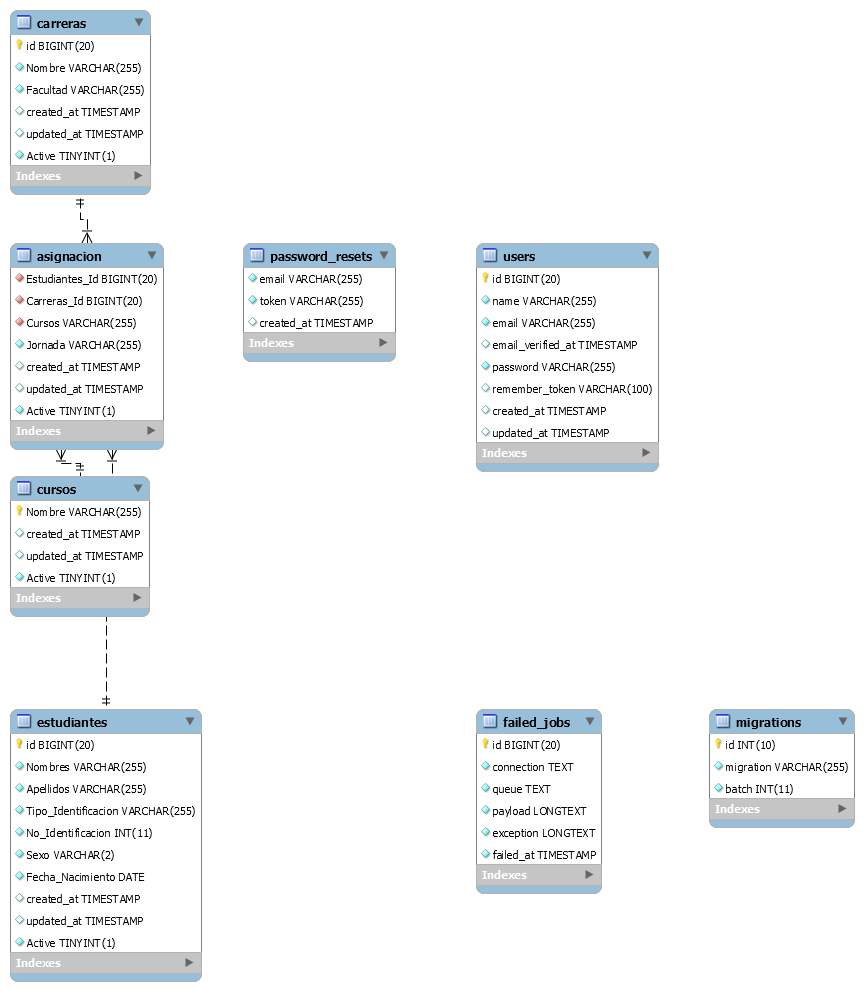 carreras
id BIGINT(20)
Nombre VARCHAR(255)
Facultad VARCHAR(255)
created_at TIMESTAMP
updated_at TIMESTAMP
Active TINYINT(1)
Indexes
asignacion
Estudiantes_Id BIGINT(20)
Carreras_Id BIGINT(20)
Cursos VARCHAR(255)
Jornada VARCHAR(255)
created_at TIMESTAMP
updated_at TIMESTAMP
Active TINYINT(1)
Indexes
password_resets
email VARCHAR(255)
token VARCHAR(255)
created_at TIMESTAMP
Indexes
users
id BIGINT(20)
name VARCHAR(255)
email VARCHAR(255)
email_verified_at TIMESTAMP
password VARCHAR(255)
remember_token VARCHAR(100)
created_at TIMESTAMP
updated_at TIMESTAMP
Indexes
cursos
Nombre VARCHAR(255)
created_at TIMESTAMP
updated_at TIMESTAMP
Active TINYINT(1)
Indexes
estudiantes
id BIGINT(20)
Nombres VARCHAR(255)
Apellidos VARCHAR(255)
Tipo_Identificacion VARCHAR(255)
No_Identificacion INT(11)
Sexo VARCHAR(2)
Fecha_Nacimiento DATE
created_at TIMESTAMP
updated_at TIMESTAMP
Active TINYINT(1)
Indexes
failed_jobs
id BIGINT(20)
connection TEXT
queue TEXT
payload LONGTEXT
exception LONGTEXT
failed_at TIMESTAMP
Indexes
migrations
id INT(10)
migration VARCHAR(255)
batch INT(11)
Indexes